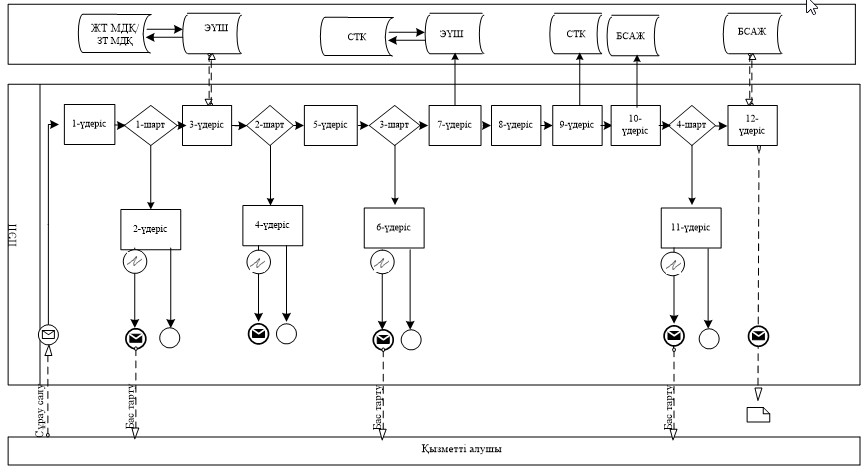 ЖТ МДҚ/
ЗТ МДҚ
ЭҮШ
СТК
ЭҮШ
СТК
БСАЖ
БСАЖ
1-үдеріс
1-шарт
3-үдеріс
2-шарт
5-үдеріс
3-шарт
7-үдеріс
8-үдеріс
9-үдеріс
10-
үдеріс
4-шарт
12-
үдеріс
2-үдеріс
4-үдеріс
6-үдеріс
11-үдеріс
Сұрау салу
Бас тарту
Бас тарту
Бас тарту
Қызметті алушы